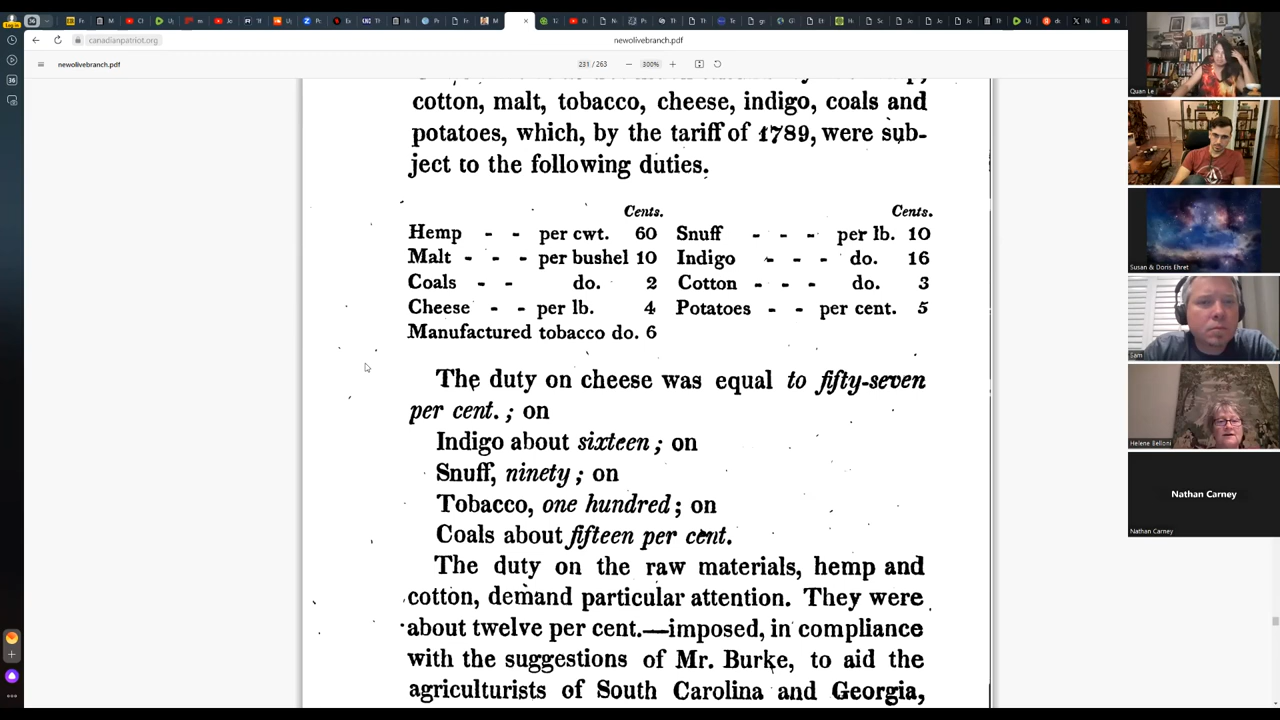 canadianpatriot.org
newolivebranch.pdf
newolivebranch.pdf
231 / 263
300%
cotton, malt, tobacco, cheese, indigo, coals and
potatoes, which, by the tariff of 1789, were sub-
ject to the following duties.
Cents. Cents.
Hemp - - per cwt. 60 Snuff - - - per lb. 10
Malt - - - per bushel 10 Indigo - - - do. 16
Coals - - do. 2 Cotton - - - do. 3
Cheese - - per lb. 4 Potatoes - - per cent. 5
Manufactured tobacco do. 6
The duty on cheese was equal to fifty-seven
per cent. ; on
Indigo about sixteen ; on
Snuff, ninety ; on
Tobacco, one hundred ; on
Coals about fifteen per cent.
The duty on the raw materials, hemp and
cotton, demand particular attention. They were
about twelve per cent.—imposed, in compliance
with the suggestions of Mr. Burke, to aid the
agriculturists of South Carolina and Georgia,
Quan Le
Susan & Doris Ehret
Sam
Helene Belloni
Nathan Carney
Nathan Carney